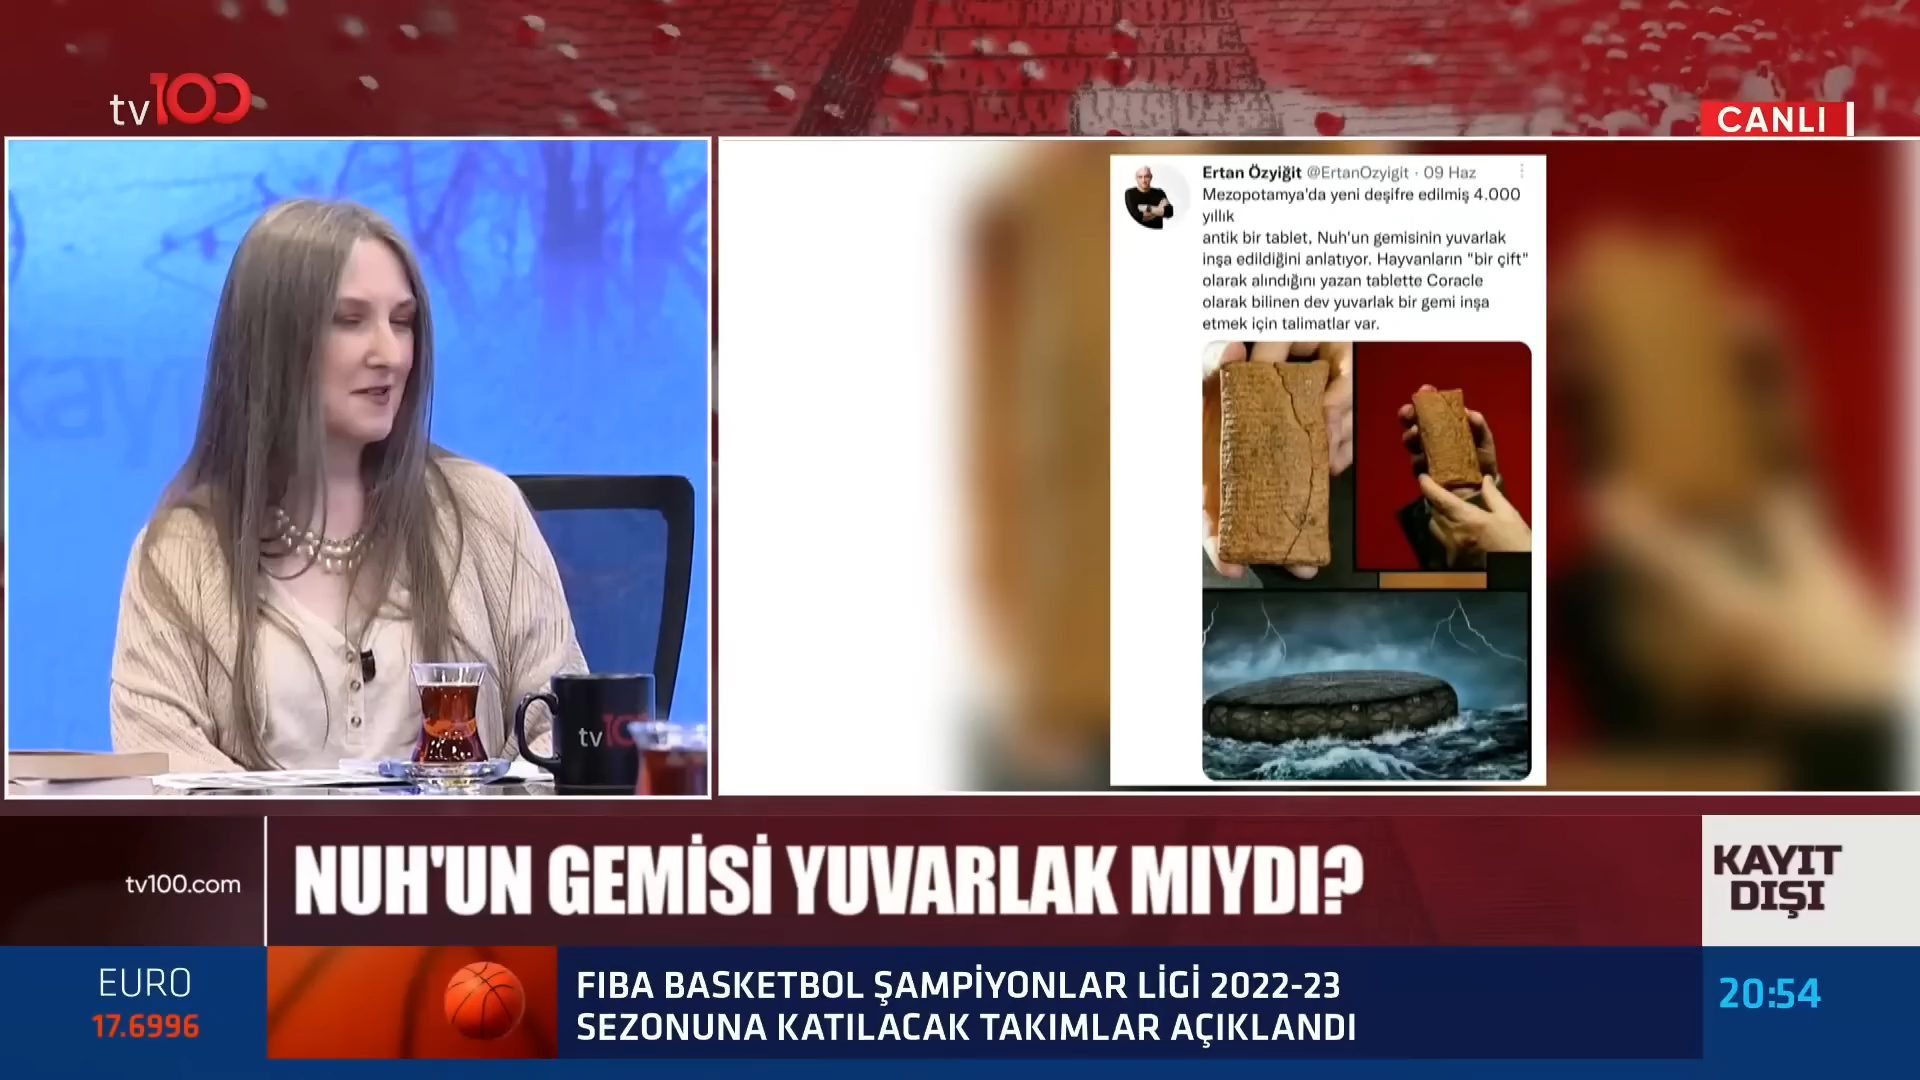 tv100
CANLI
Ertan Özyiğit @ErtanOzyigit · 09 Haz
Mezopotamya'da yeni deşifre edilmiş 4.000
yıllık
antik bir tablet, Nuh'un gemisinin yuvarlak
inşa edildiğini anlatıyor. Hayvanların "bir çift"
olarak alındığını yazan tablette Coracle
olarak bilinen dev yuvarlak bir gemi inşa
etmek için talimatlar var.
kayı
tv100
tv100.com
NUH'UN GEMİSİ YUVARLAK MIYDI?
KAYIT
DIŞI
EURO
17.6996
FIBA BASKETBOL ŞAMPİYONLAR LİGİ 2022-23
SEZONUNA KATILACAK TAKIMLAR AÇIKLANDI
20:54